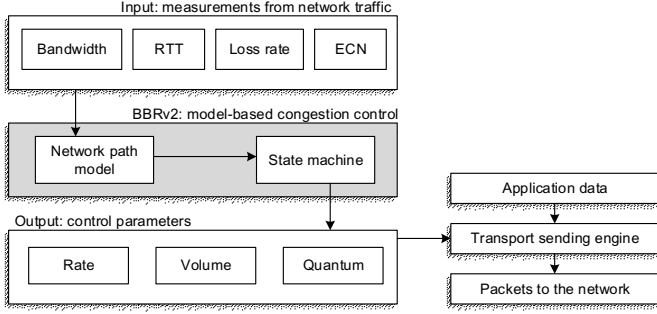 Input: measurements from network traffic
Bandwidth
RTT
Loss rate
ECN
BBRv2: model-based congestion control
Network path
model
State machine
Output: control parameters
Rate
Volume
Quantum
Application data
Transport sending engine
Packets to the network